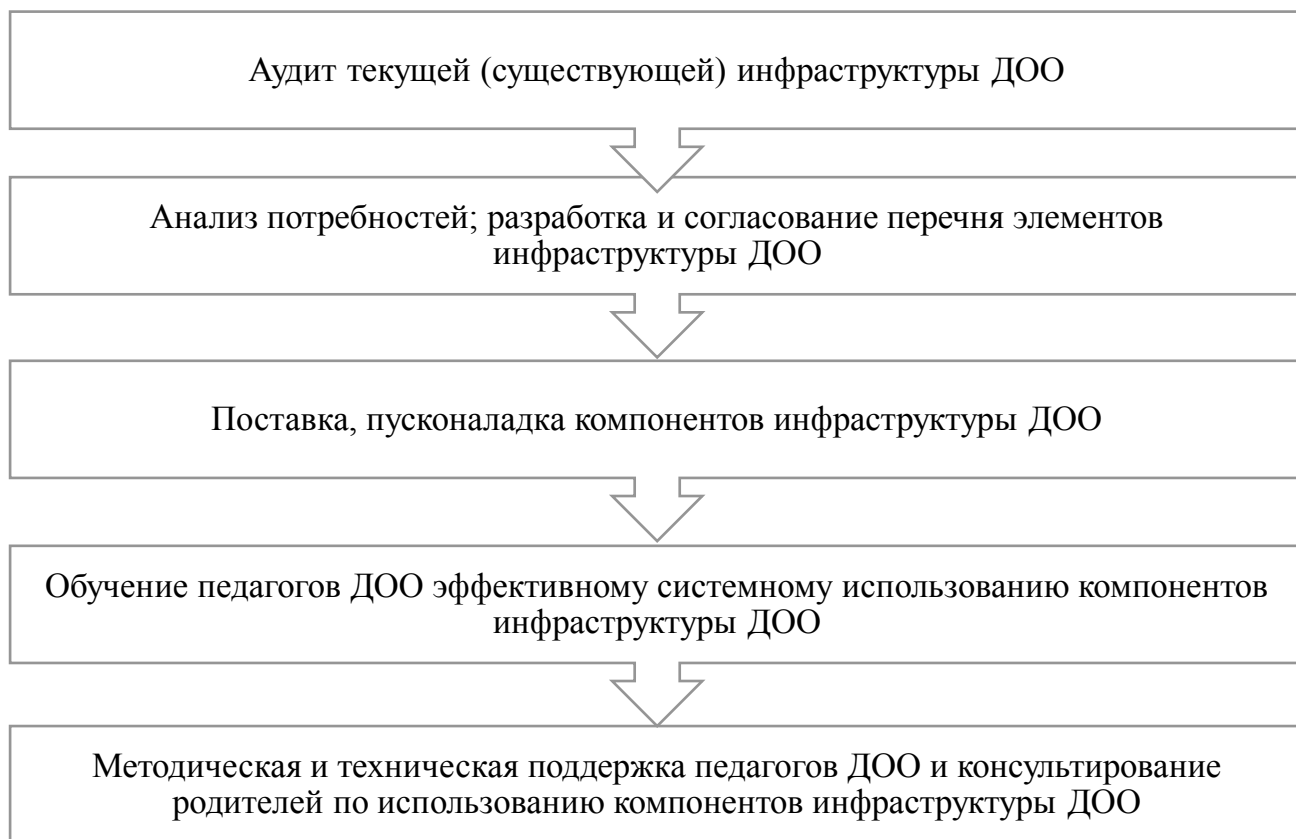 Аудит текущей (существующей) инфраструктуры ДОО
Анализ потребностей; разработка и согласование перечня элементов
инфраструктуры ДОО
Поставка, пусконаладка компонентов инфраструктуры ДОО
Обучение педагогов ДОО эффективному системному использованию компонентов
инфраструктуры ДОО
Методическая и техническая поддержка педагогов ДОО и консультирование
родителей по использованию компонентов инфраструктуры ДОО